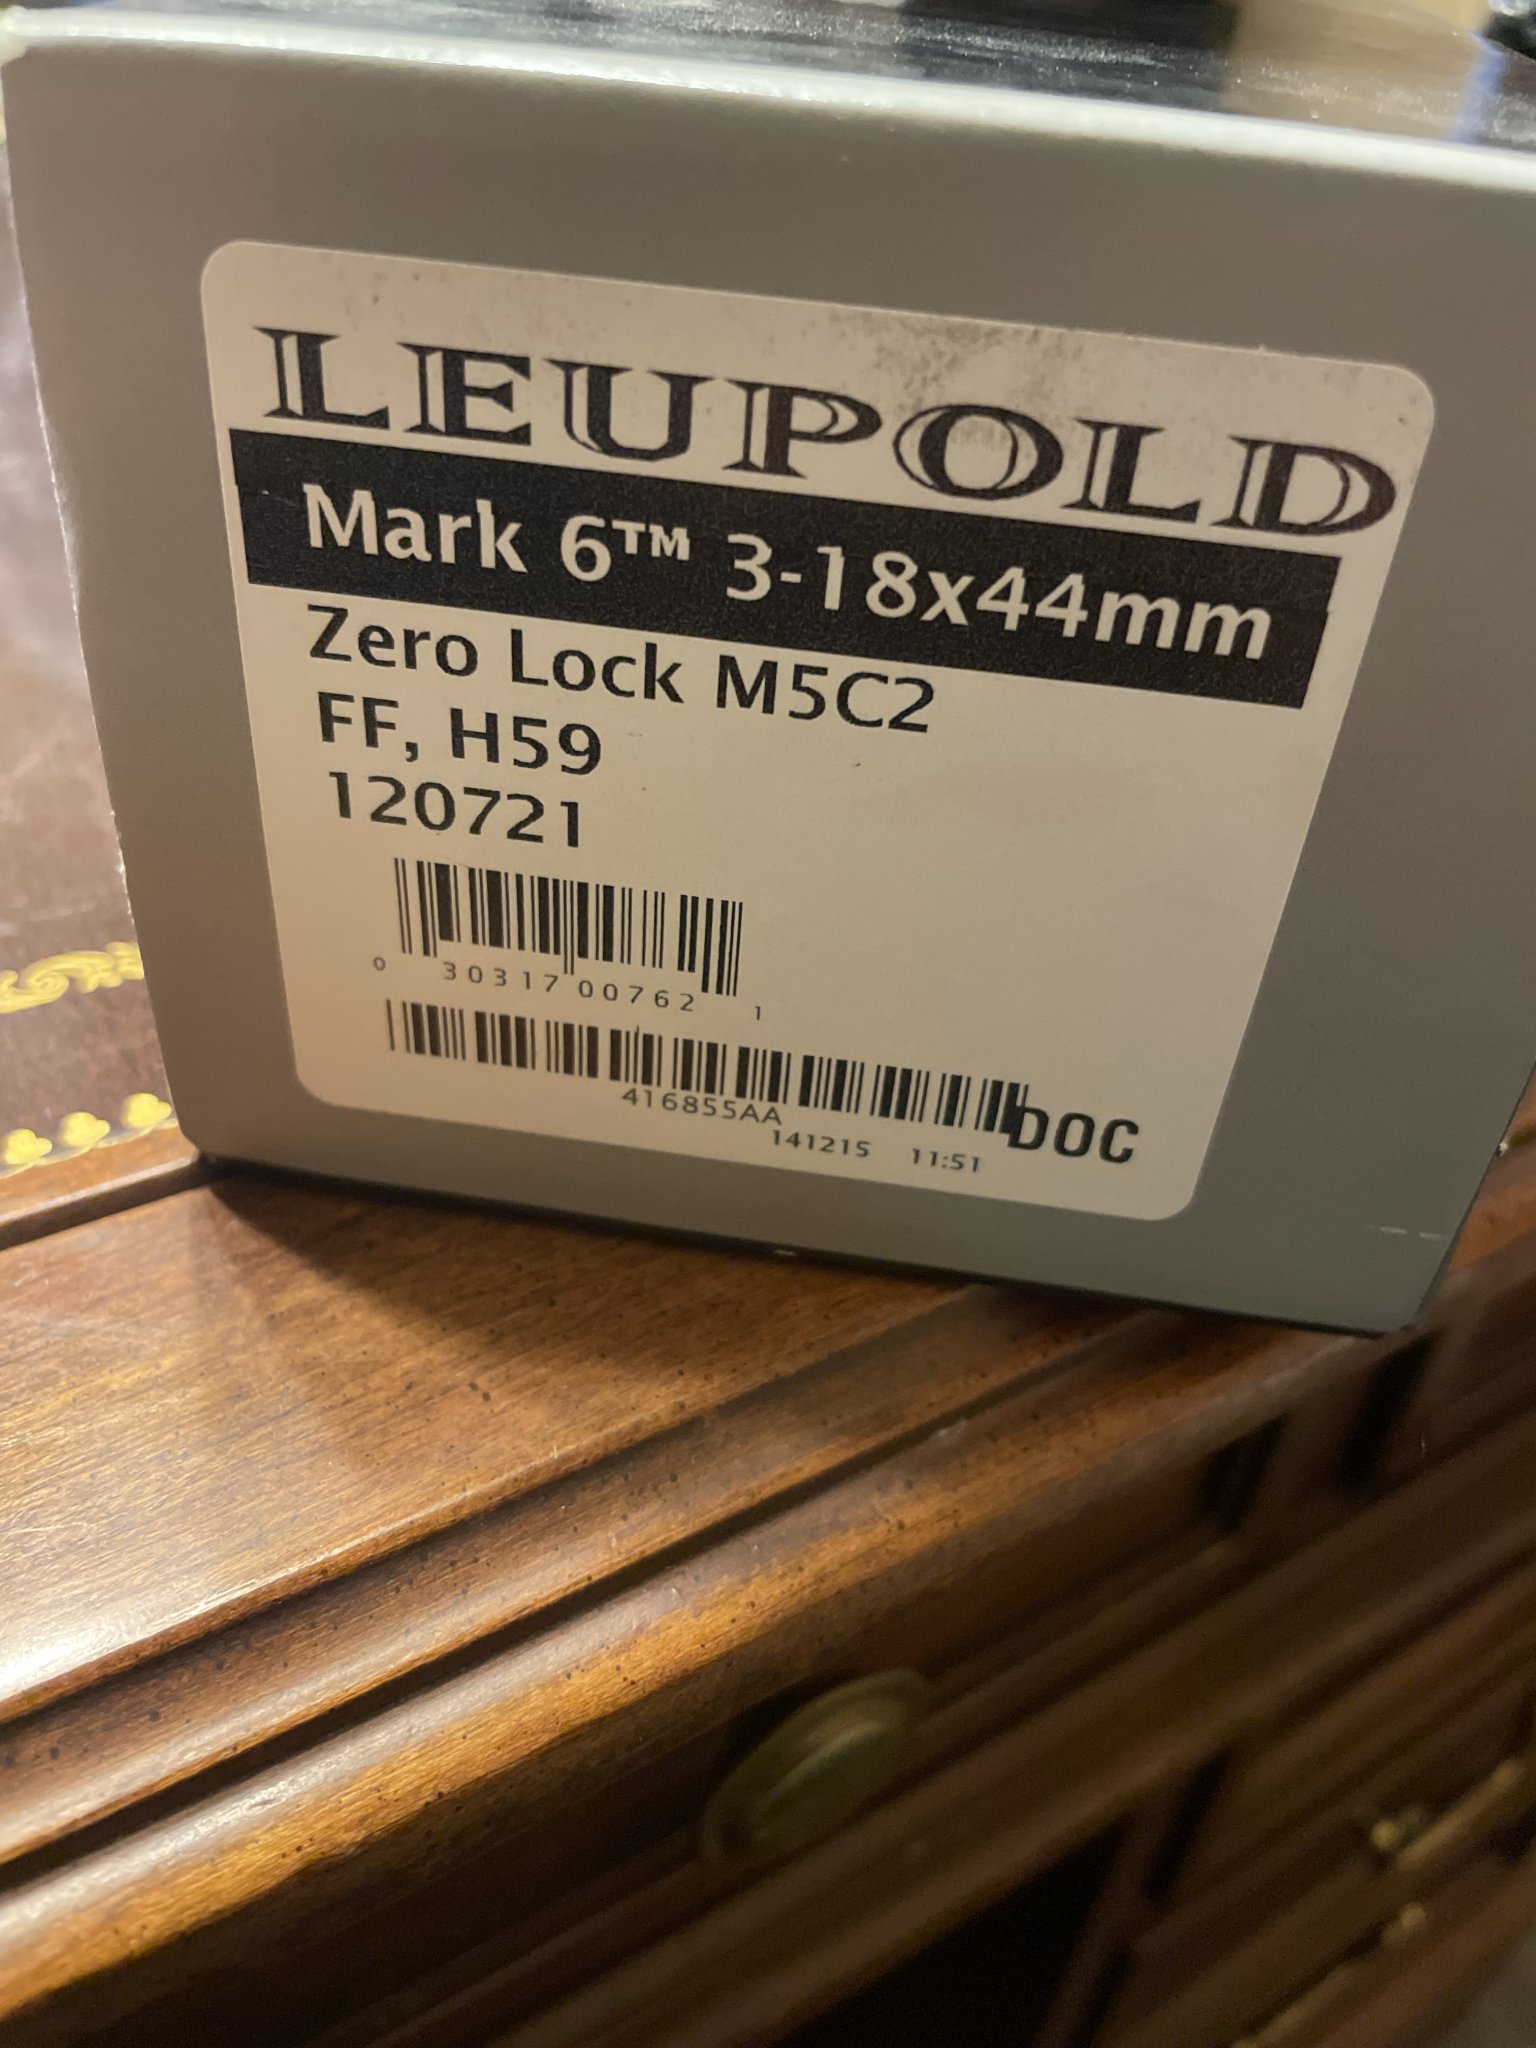 LEUPOLD
Mark 6™ 3-18x44mm
Zero Lock M5C2
FF, H59
120721
0 30317 00762 1
416855AA
141215 11:51
DOC